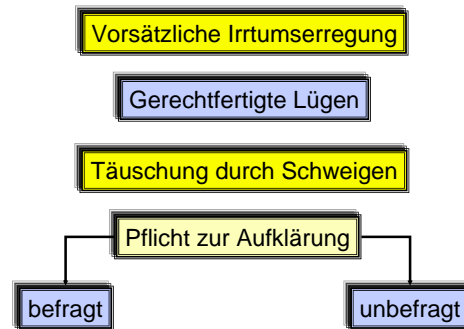 Vorsätzliche Irrtumserregung
Gerechtfertigte Lügen
Täuschung durch Schweigen
Pflicht zur Aufklärung
befragt
unbefragt